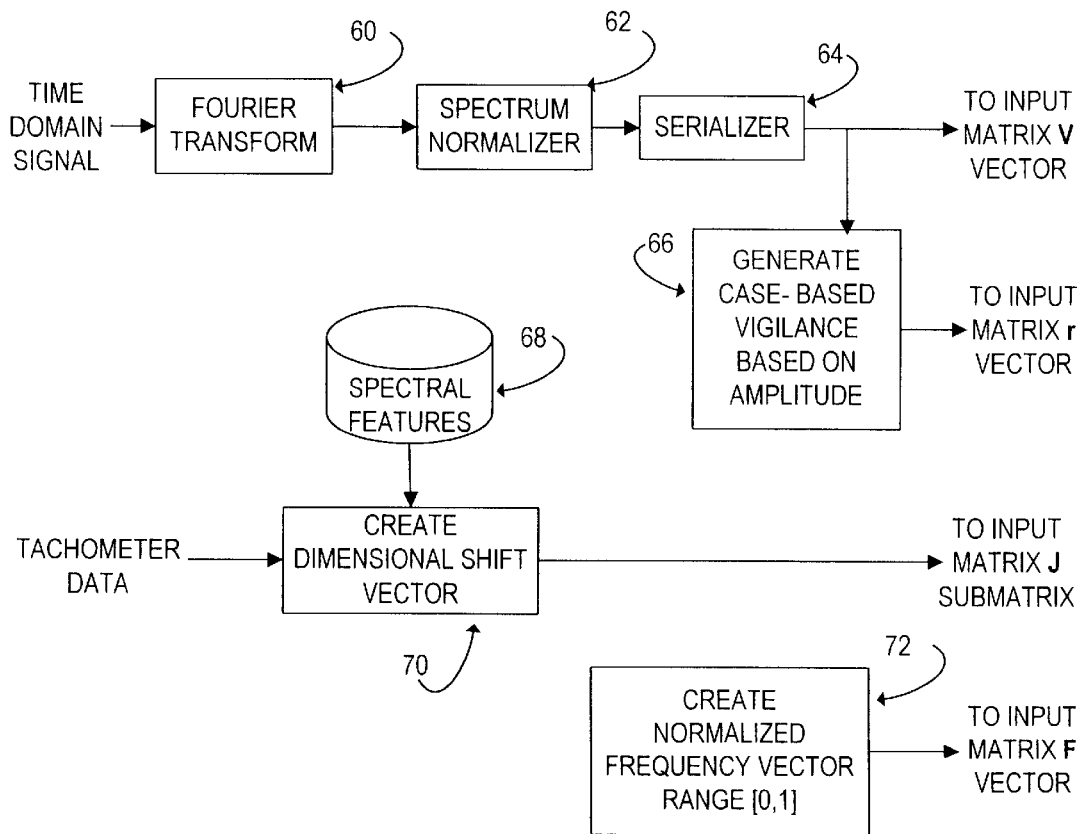 60
62
64
TIME
DOMAIN
SIGNAL
FOURIER
TRANSFORM
SPECTRUM
NORMALIZER
SERIALIZER
TO INPUT
MATRIX V
VECTOR
66
GENERATE
CASE- BASED
VIGILANCE
BASED ON
AMPLITUDE
TO INPUT
MATRIX r
VECTOR
68
SPECTRAL
FEATURES
TACHOMETER
DATA
CREATE
DIMENSIONAL SHIFT
VECTOR
TO INPUT
MATRIX J
SUBMATRIX
70
72
CREATE
NORMALIZED
FREQUENCY VECTOR
RANGE [0,1]
TO INPUT
MATRIX F
VECTOR